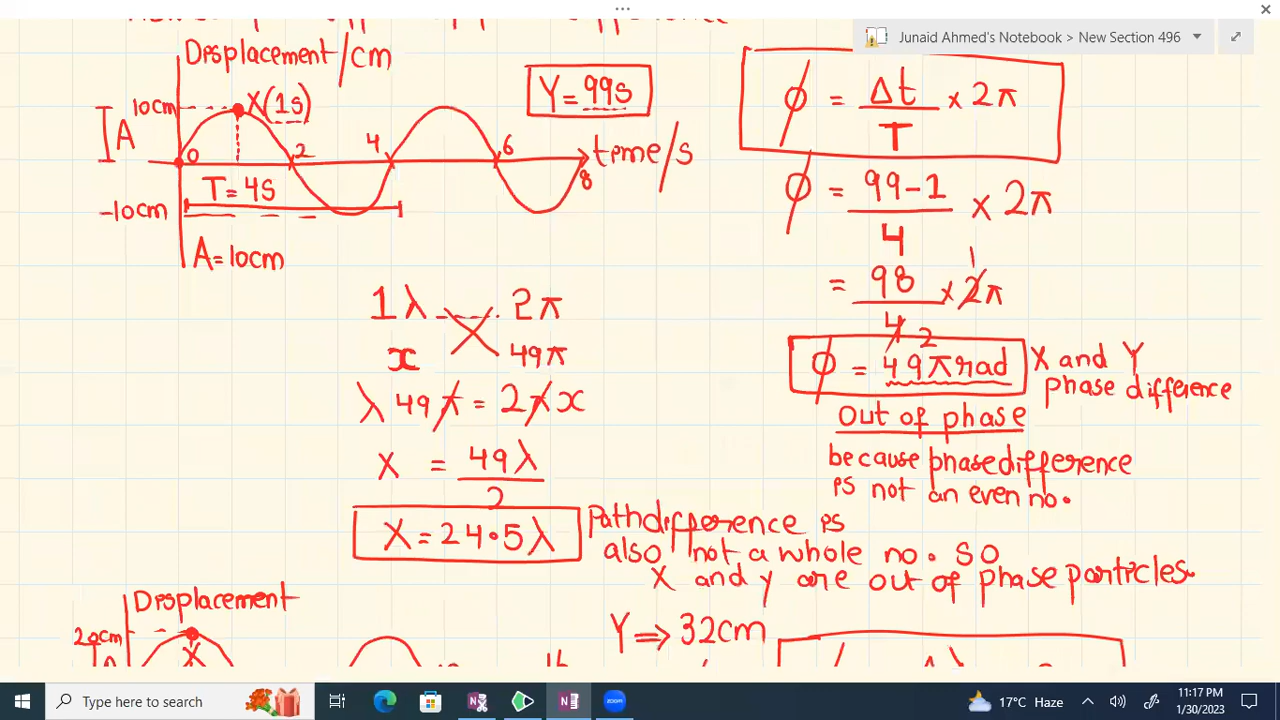 Junaid Ahmed's Notebook > New Section 496
Displacement/cm
10cm
X(1s)
A
0
2
4
6
8
time/s
T = 4s
-10cm
A = 10cm
Y = 99s
ϕ = Δt/T × 2π
ϕ = 99-1/4 × 2π
= 98/4 × 2π
1
2
ϕ = 49π rad
X and Y
phase difference
out of phase
because phase difference
is not an even no.
1λ 2π
x 49π
λ 49π = 2πx
x = 49λ/2
X = 24.5λ
Path difference is
also not a whole no. so
X and y are out of phase particles.
Displacement
20cm
X
Y ⇒ 32cm
Type here to search
17°C Haze
11:17 PM
1/30/2023